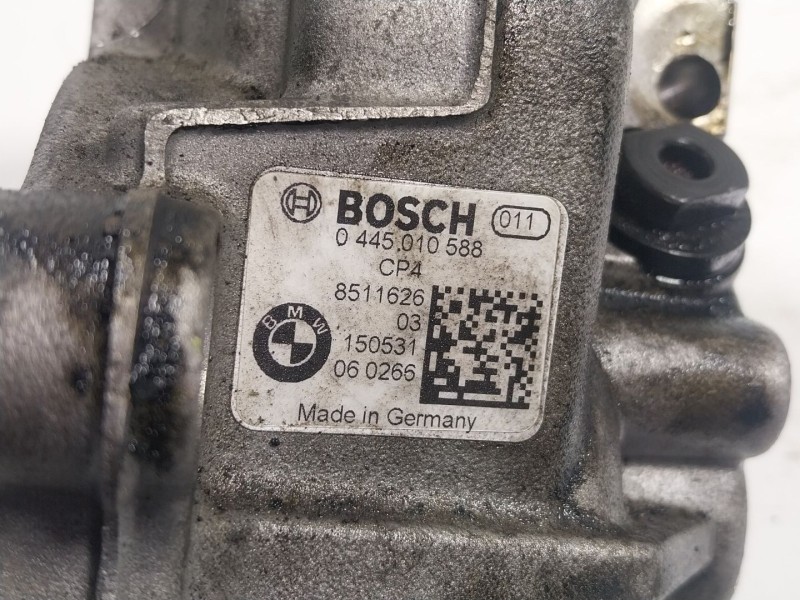 BOSCH 011
0 445 010 588
CP4
8511626
03
BMW
150531
06 0266
Made in Germany